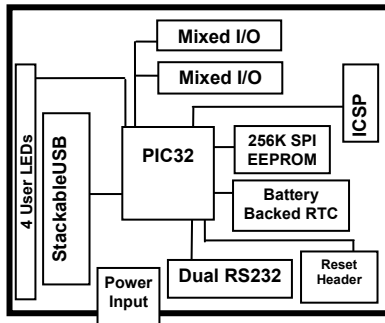 Mixed I/O
Mixed I/O
ICSP
4 User LEDs
StackableUSB
PIC32
256K SPI
EEPROM
Battery
Backed RTC
Power
Input
Dual RS232
Reset
Header